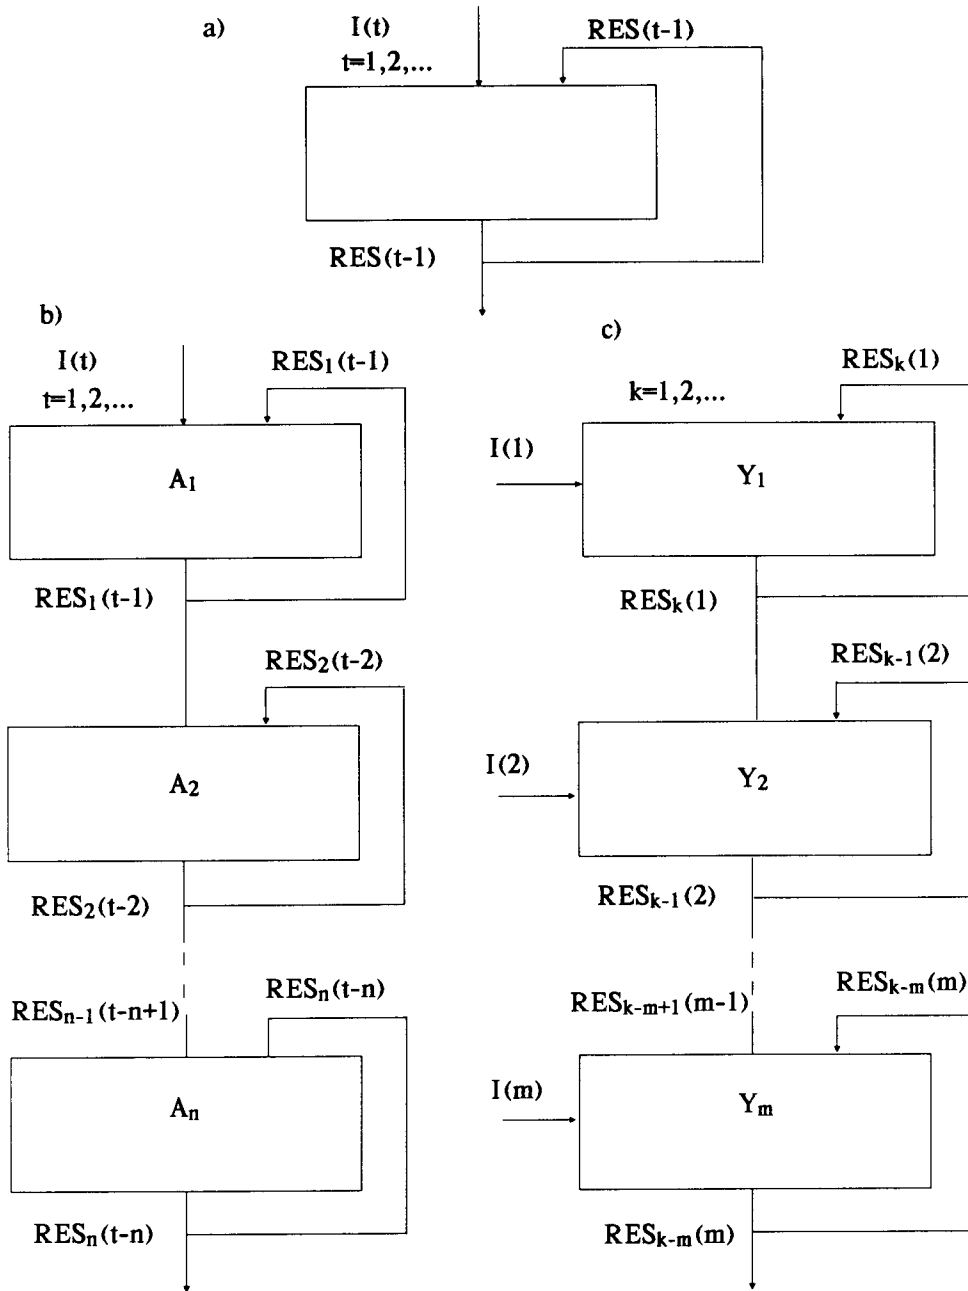 a)
I(t)
t=1,2,...
RES(t-1)
RES(t-1)
b)
I(t)
t=1,2,...
RES₁(t-1)
A₁
RES₁(t-1)
RES₂(t-2)
A₂
RES₂(t-2)
RESₙ₋₁(t-n+1)
RESₙ(t-n)
Aₙ
RESₙ(t-n)
c)
k=1,2,...
RESₖ(1)
I(1)
Y₁
RESₖ(1)
RESₖ₋₁(2)
I(2)
Y₂
RESₖ₋₁(2)
RESₖ₋ₘ₊₁(m-1)
RESₖ₋ₘ(m)
I(m)
Yₘ
RESₖ₋ₘ(m)